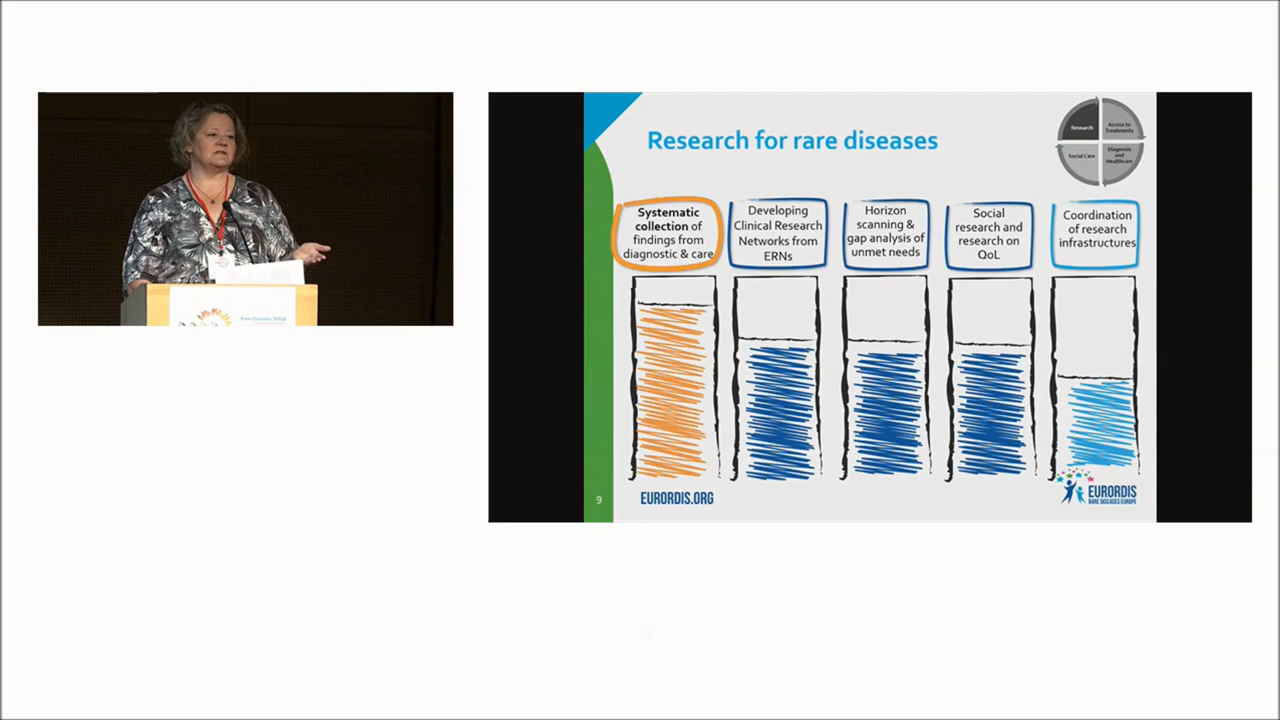 Research for rare diseases
Research
Access to
Treatments
Social Care
Diagnosis
and
Healthcare
Systematic
collection of
findings from
diagnostic & care
Developing
Clinical Research
Networks from
ERNs
Horizon
scanning &
gap analysis of
unmet needs
Social
research and
research on
QoL
Coordination
of research
infrastructures
9
EURORDIS.ORG
EURORDIS
RARE DISEASES EUROPE